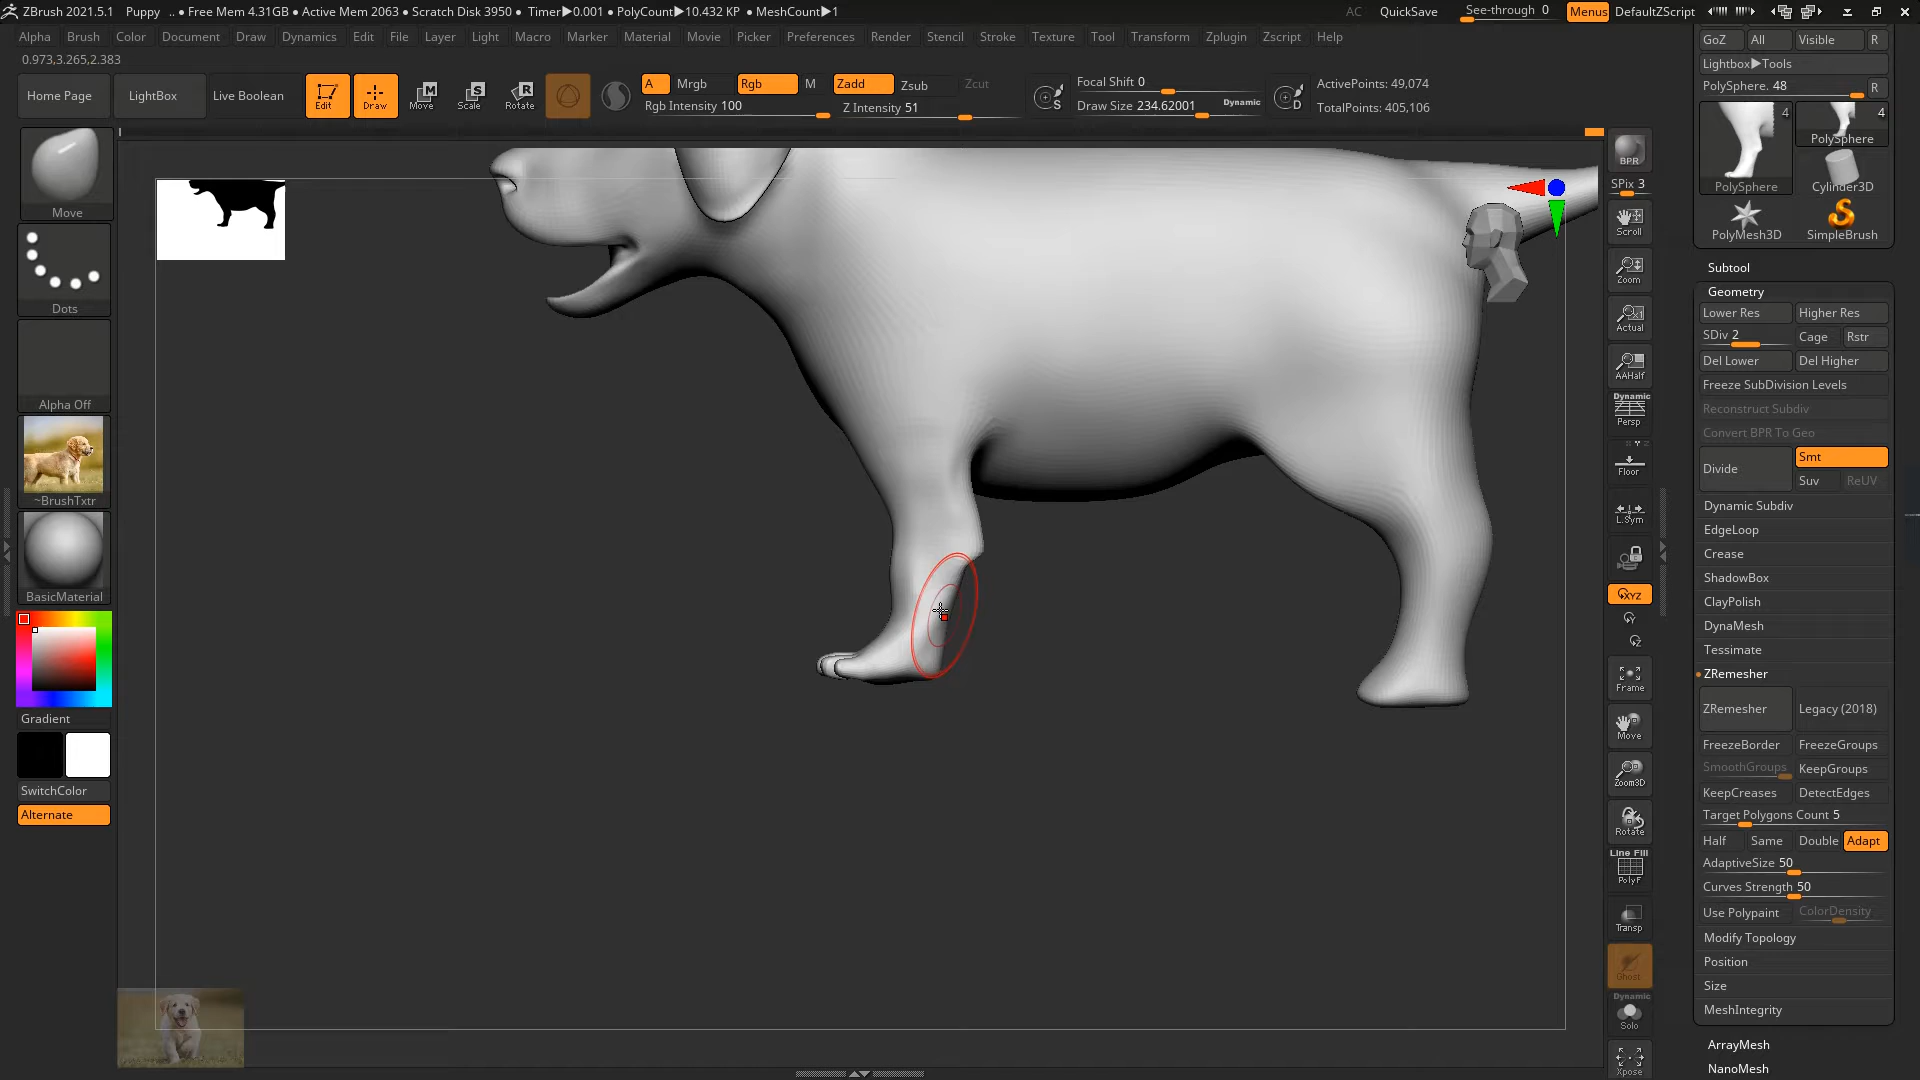 ZBrush 2021.5.1 Puppy .. • Free Mem 4.31GB • Active Mem 2063 • Scratch Disk 3950 • Timer▶0.001 • PolyCount▶10.432 KP • MeshCount▶1 AC QuickSave See-through 0 Menus DefaultZScript
Alpha Brush Color Document Draw Dynamics Edit File Layer Light Macro Marker Material Movie Picker Preferences Render Stencil Stroke Texture Tool Transform Zplugin Zscript Help
0.973,3.265,2.383
Home Page LightBox Live Boolean Edit Draw Move Scale Rotate
M S R
A Mrgb Rgb M Zadd Zsub Zcut
Rgb Intensity 100 Z Intensity 51
S Focal Shift 0 D
Draw Size 234.62001 Dynamic
ActivePoints: 49,074
TotalPoints: 405,106
Move
Dots
Alpha Off
~BrushTxtr
BasicMaterial
Gradient
SwitchColor
Alternate
BPR
SPix 3
Scroll
Zoom
Actual
AAHalf
Dynamic
Persp
Floor
L.Sym
XYZ
Frame
Move
Zoom3D
Rotate
Line Fill
PolyF
Transp
Ghost
Dynamic
Solo
Xpose
GoZ All Visible R
Lightbox▶Tools
PolySphere. 48 R
4 4
PolySphere
PolySphere Cylinder3D
PolyMesh3D SimpleBrush
Subtool
Geometry
Lower Res Higher Res
SDiv 2 Cage Rstr
Del Lower Del Higher
Freeze SubDivision Levels
Reconstruct Subdiv
Convert BPR To Geo
Divide Smt
Suv ReUV
Dynamic Subdiv
EdgeLoop
Crease
ShadowBox
ClayPolish
DynaMesh
Tessimate
ZRemesher
ZRemesher Legacy (2018)
FreezeBorder FreezeGroups
SmoothGroups KeepGroups
KeepCreases DetectEdges
Target Polygons Count 5
Half Same Double Adapt
AdaptiveSize 50
Curves Strength 50
Use Polypaint ColorDensity
Modify Topology
Position
Size
MeshIntegrity
ArrayMesh
NanoMesh